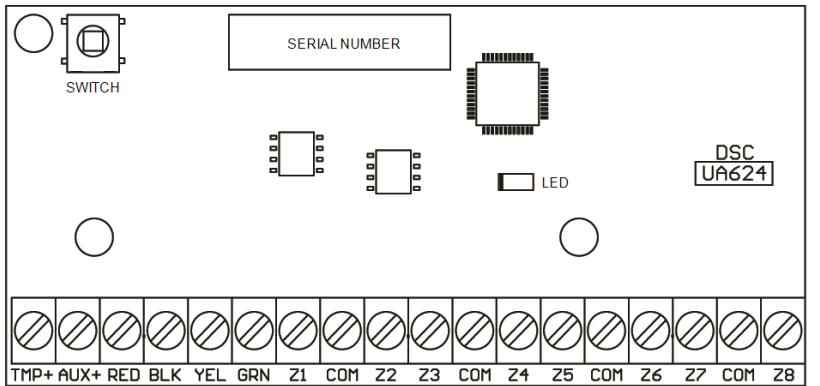 SERIAL NUMBER
SWITCH
DSC
UA624
LED
TMP+ AUX+ RED BLK YEL GRN Z1 COM Z2 Z3 COM Z4 Z5 COM Z6 Z7 COM Z8